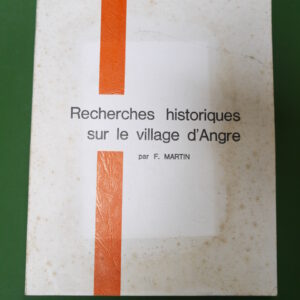 Recherches historiques
sur le village d'Angre
par F. MARTIN